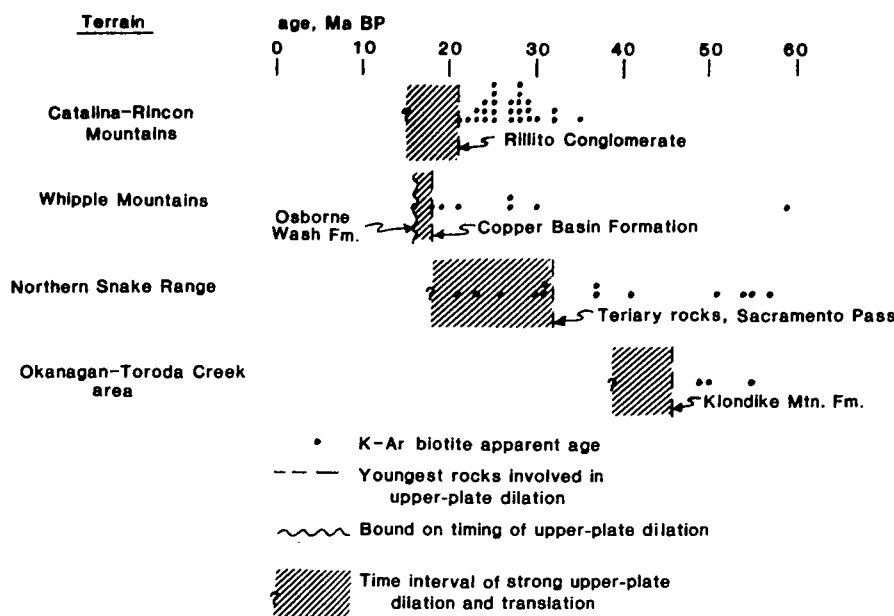 Terrain
age, Ma BP
0 10 20 30 40 50 60
Catalina-Rincon
Mountains
Rillito Conglomerate
Whipple Mountains
Osborne
Wash Fm.
Copper Basin Formation
Northern Snake Range
?
Teriary rocks, Sacramento Pass
Okanagan-Toroda Creek
area
?
Klondike Mtn. Fm.
K-Ar biotite apparent age
Youngest rocks involved in
upper-plate dilation
Bound on timing of upper-plate dilation
?
Time interval of strong upper-plate
dilation and translation